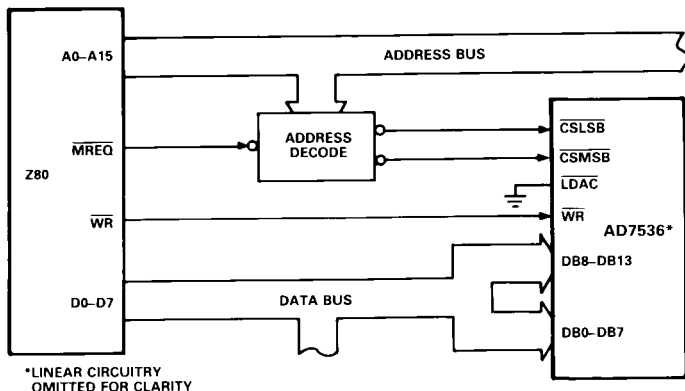 A0–A15
ADDRESS BUS
ADDRESS
DECODE
CSLSB
MREQ
CSMSB
Z80
LDAC
WR
WR
AD7536*
DB8–DB13
D0–D7
DATA BUS
DB0–DB7
*LINEAR CIRCUITRY
OMITTED FOR CLARITY